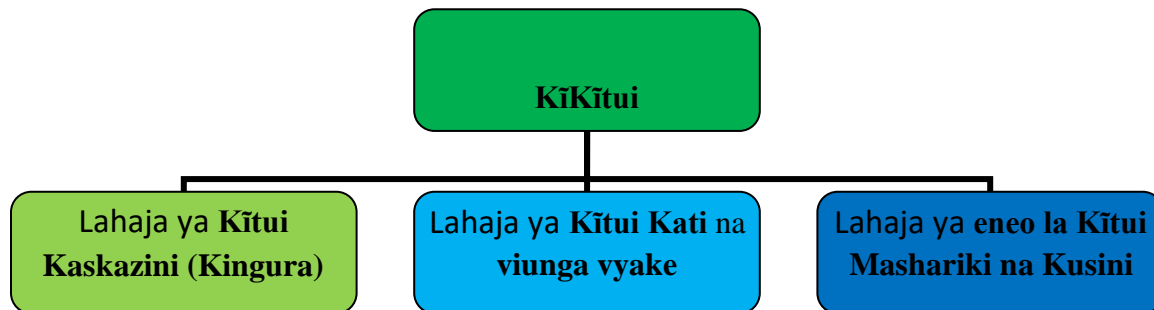 KĩKĩtui
Lahaja ya Kĩtui
Kaskazini (Kingura)
Lahaja ya Kĩtui Kati na
viunga vyake
Lahaja ya eneo la Kĩtui
Mashariki na Kusini